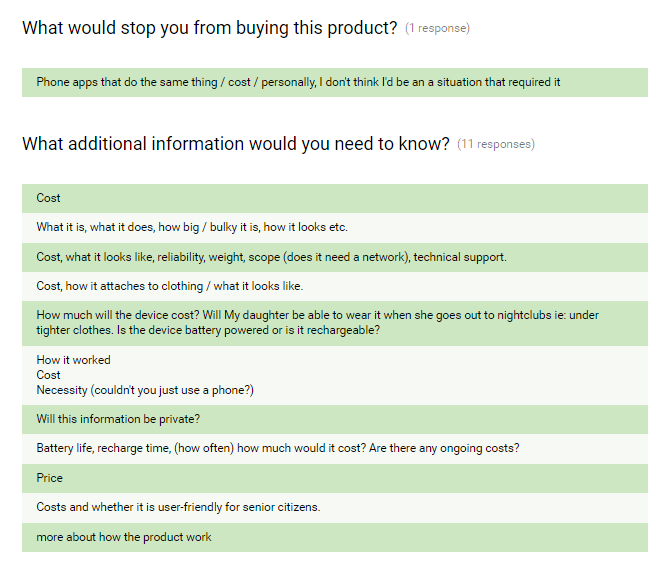 What would stop you from buying this product? (1 response)
Phone apps that do the same thing / cost / personally, I don't think I'd be an a situation that required it
What additional information would you need to know? (11 responses)
Cost
What it is, what it does, how big / bulky it is, how it looks etc.
Cost, what it looks like, reliability, weight, scope (does it need a network), technical support.
Cost, how it attaches to clothing / what it looks like.
How much will the device cost? Will My daughter be able to wear it when she goes out to nightclubs ie: under
tighter clothes. Is the device battery powered or is it rechargeable?
How it worked
Cost
Necessity (couldn't you just use a phone?)
Will this information be private?
Battery life, recharge time, (how often) how much would it cost? Are there any ongoing costs?
Price
Costs and whether it is user-friendly for senior citizens.
more about how the product work